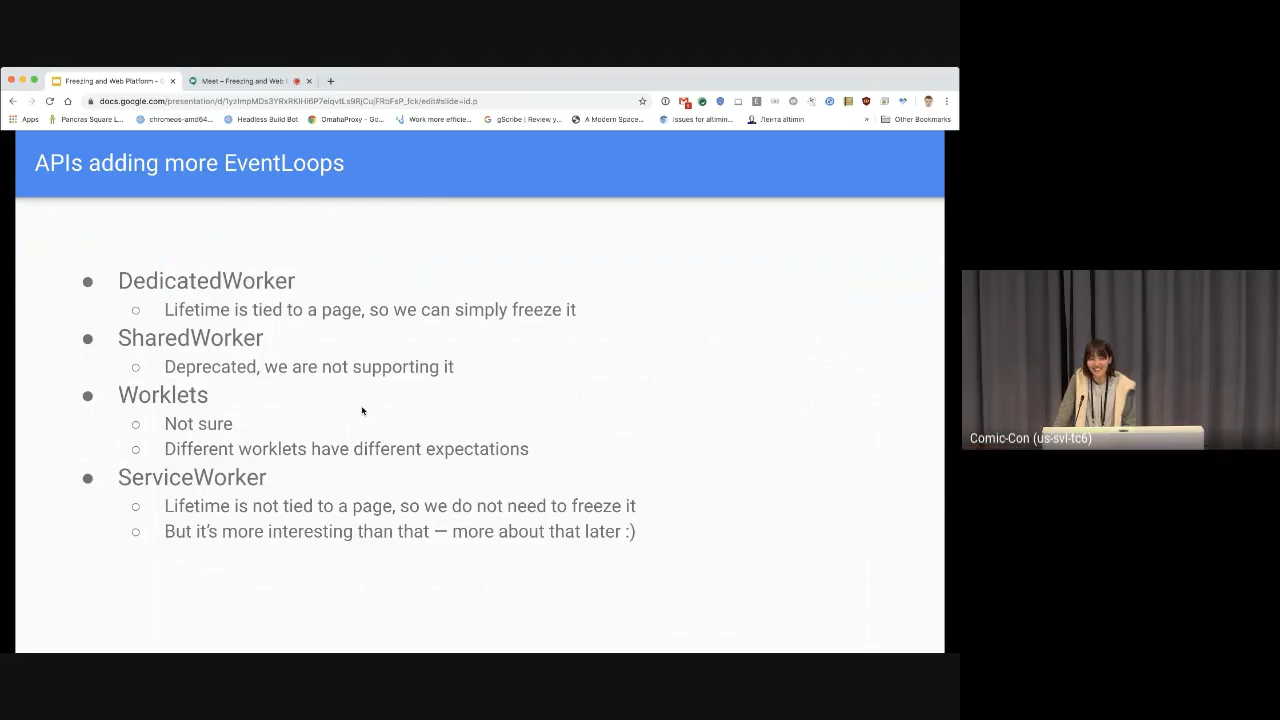 Freezing and Web Platform - G
Meet – Freezing and Web
docs.google.com/presentation/d/1yzImpMDs3YRxRKIHi6P7eiqvtLs9RjCujFRoFsP_fck/edit#slide=id.p
Apps
Pancras Square L...
chromeos-amd64...
Headless Build Bot
OmahaProxy - Go...
Work more efficie...
gScribe | Review y...
A Modern Space...
Issues for altimin...
Лента altimin
»
Other Bookmarks
APIs adding more EventLoops
● DedicatedWorker
○ Lifetime is tied to a page, so we can simply freeze it
● SharedWorker
○ Deprecated, we are not supporting it
● Worklets
○ Not sure
○ Different worklets have different expectations
● ServiceWorker
○ Lifetime is not tied to a page, so we do not need to freeze it
○ But it's more interesting than that — more about that later :)
Comic-Con (us-svl-tc6)